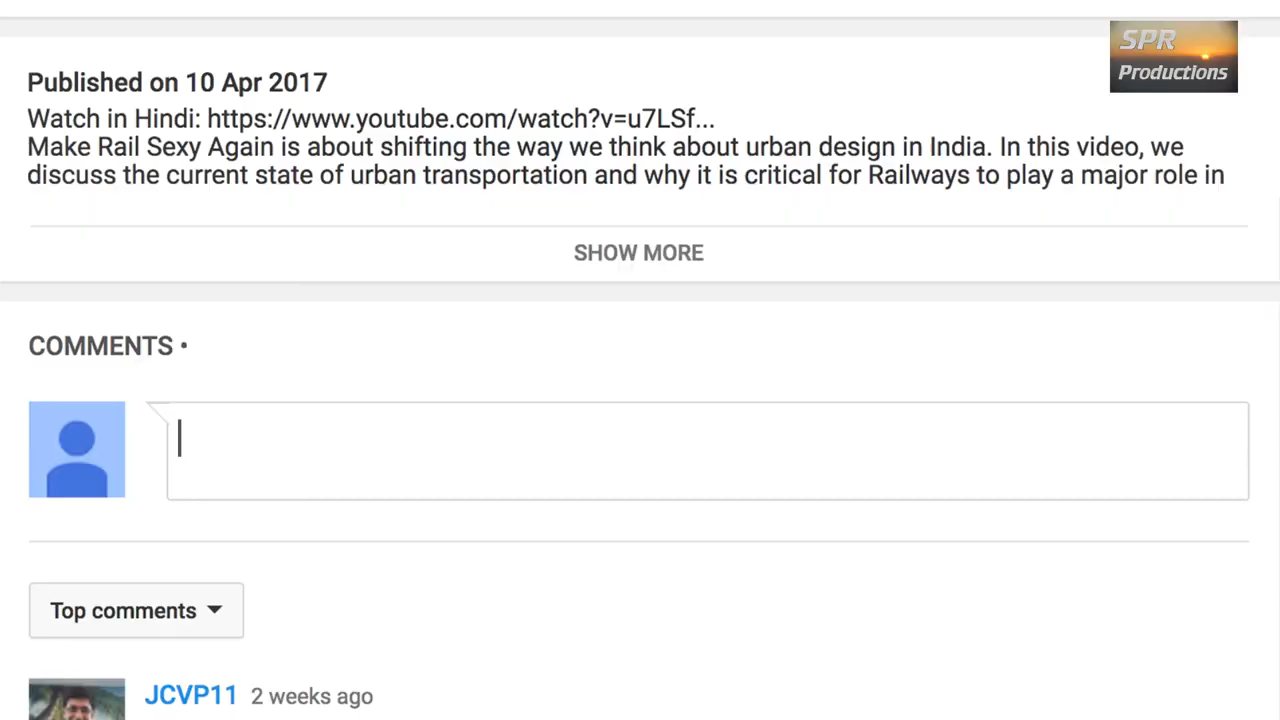 SPR
Productions
Published on 10 Apr 2017
Watch in Hindi: https://www.youtube.com/watch?v=u7LSf...
Make Rail Sexy Again is about shifting the way we think about urban design in India. In this video, we
discuss the current state of urban transportation and why it is critical for Railways to play a major role in
SHOW MORE
COMMENTS •
Top comments
JCVP11 2 weeks ago